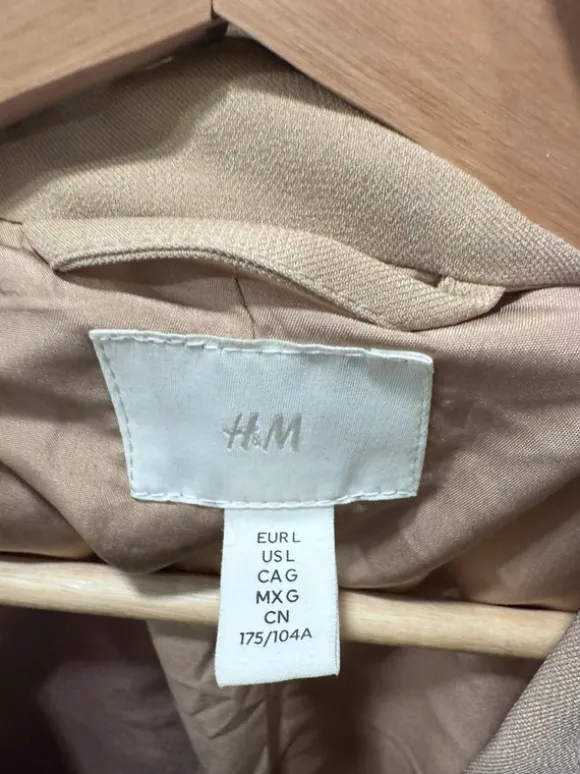 H&M
EUR L
US L
CA G
MX G
CN
175/104A